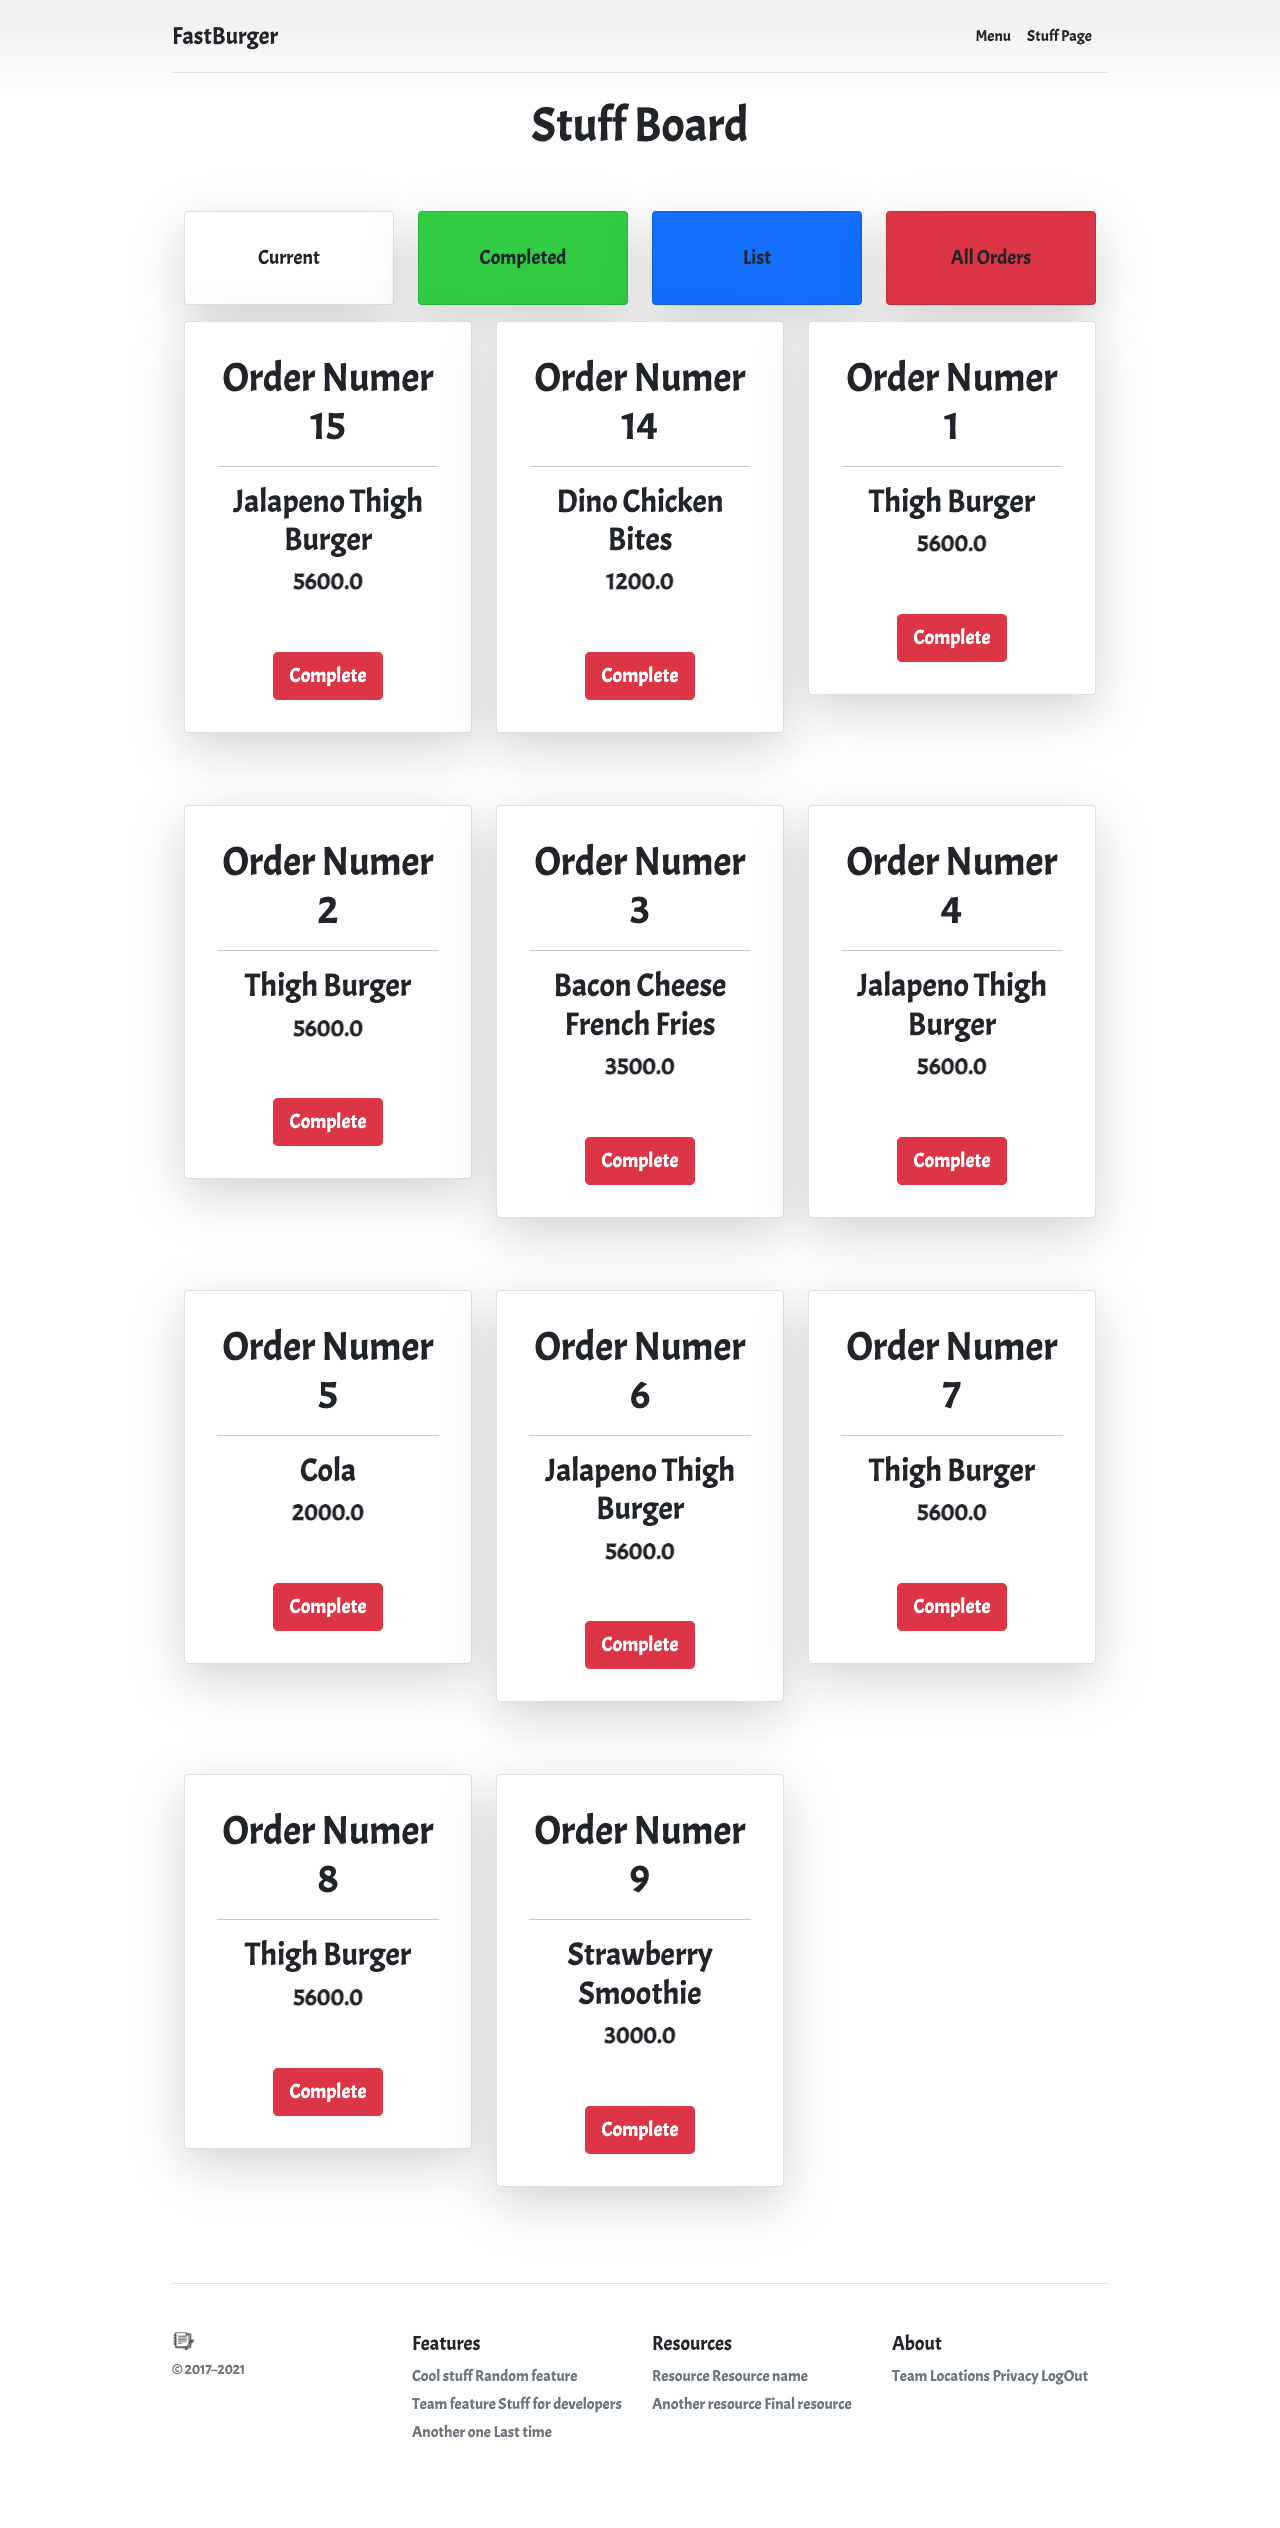 FastBurger
Menu Stuff Page
Stuff Board
Current
Completed
List
All Orders
Order Numer
15
Jalapeno Thigh
Burger
5600.0
Complete
Order Numer
14
Dino Chicken
Bites
1200.0
Complete
Order Numer
1
Thigh Burger
5600.0
Complete
Order Numer
2
Thigh Burger
5600.0
Complete
Order Numer
3
Bacon Cheese
French Fries
3500.0
Complete
Order Numer
4
Jalapeno Thigh
Burger
5600.0
Complete
Order Numer
5
Cola
2000.0
Complete
Order Numer
6
Jalapeno Thigh
Burger
5600.0
Complete
Order Numer
7
Thigh Burger
5600.0
Complete
Order Numer
8
Thigh Burger
5600.0
Complete
Order Numer
9
Strawberry
Smoothie
3000.0
Complete
© 2017–2021
Features
Cool stuff Random feature
Team feature Stuff for developers
Another one Last time
Resources
Resource Resource name
Another resource Final resource
About
Team Locations Privacy LogOut